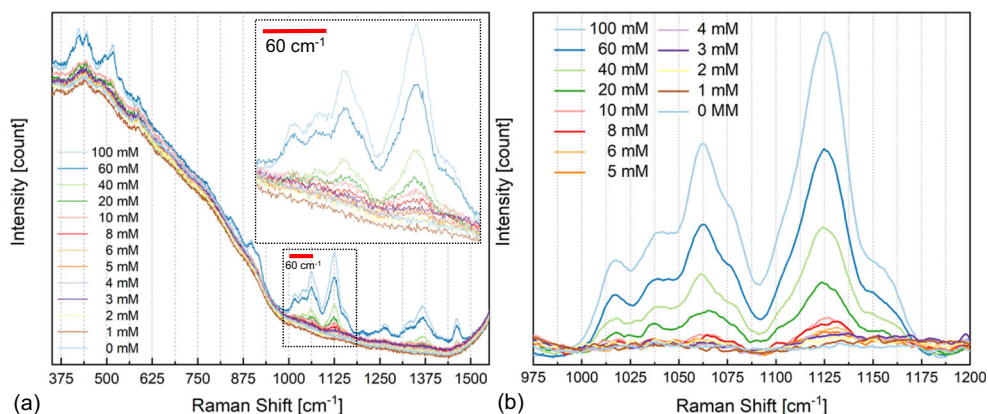 Intensity [count]
60 cm-1
100 mM
60 mM
40 mM
20 mM
10 mM
8 mM
6 mM
5 mM
4 mM
3 mM
2 mM
1 mM
0 mM
60 cm-1
375 500 625 750 875 1000 1125 1250 1375 1500
Raman Shift [cm-1]
(a)
Intensity [count]
100 mM
60 mM
40 mM
20 mM
10 mM
8 mM
6 mM
5 mM
4 mM
3 mM
2 mM
1 mM
0 MM
975 1000 1025 1050 1075 1100 1125 1150 1175 1200
Raman Shift [cm-1]
(b)